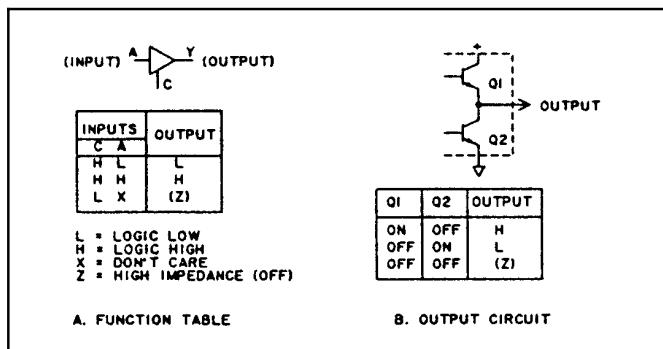 (INPUT) A Y (OUTPUT)
C
INPUTS OUTPUT
C A
H L L
H H H
L X (Z)
L = LOGIC LOW
H = LOGIC HIGH
X = DON'T CARE
Z = HIGH IMPEDANCE (OFF)
A. FUNCTION TABLE
+
Q1
OUTPUT
Q2
Q1 Q2 OUTPUT
ON OFF H
OFF ON L
OFF OFF (Z)
B. OUTPUT CIRCUIT